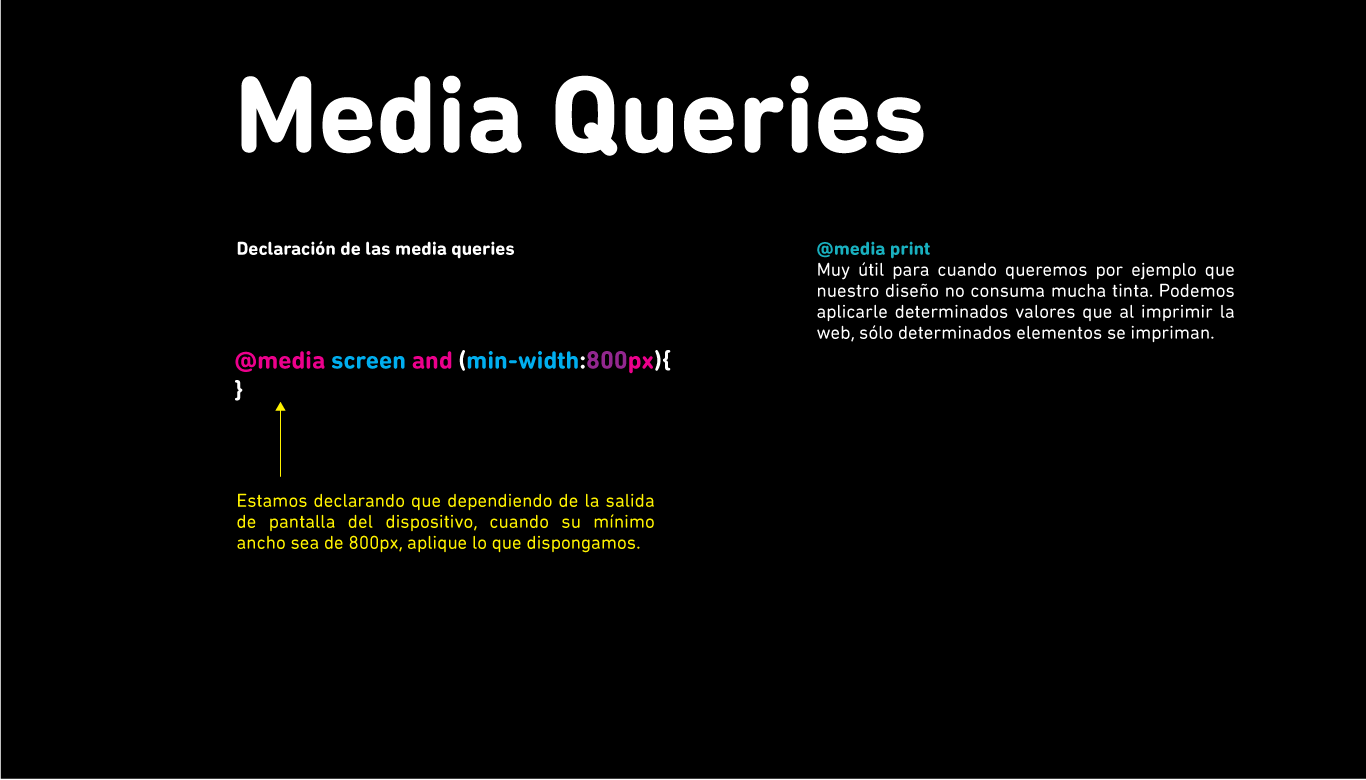 Media Queries
Declaración de las media queries
@media screen and (min-width:800px){
}
Estamos declarando que dependiendo de la salida
de pantalla del dispositivo, cuando su mínimo
ancho sea de 800px, aplique lo que dispongamos.
@media print
Muy útil para cuando queremos por ejemplo que
nuestro diseño no consuma mucha tinta. Podemos
aplicarle determinados valores que al imprimir la
web, sólo determinados elementos se impriman.